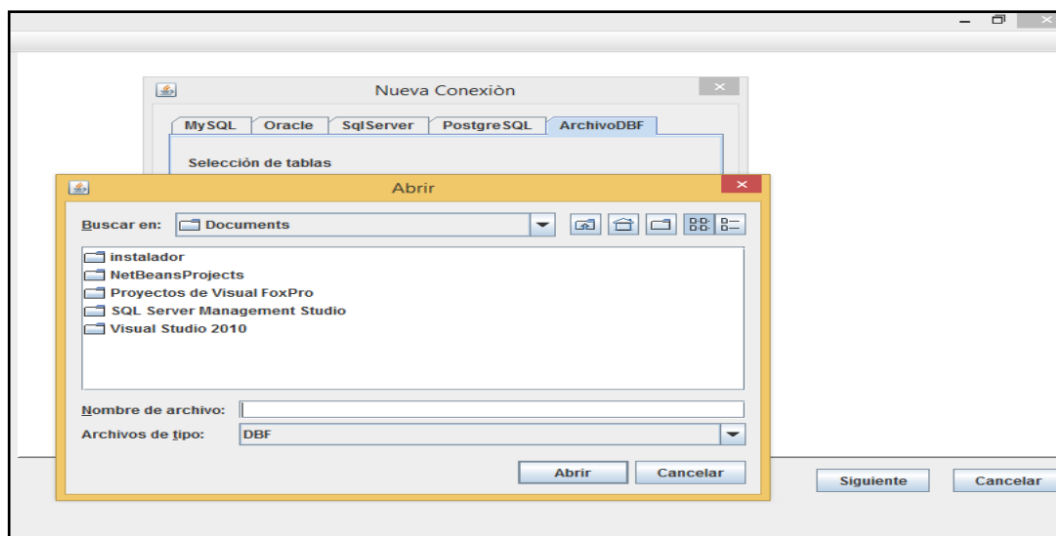 Nueva Conexiòn
MySQL Oracle SqlServer PostgreSQL ArchivoDBF
Selección de tablas
Abrir
Buscar en: Documents
instalador
NetBeansProjects
Proyectos de Visual FoxPro
SQL Server Management Studio
Visual Studio 2010
Nombre de archivo:
Archivos de tipo: DBF
Abrir Cancelar
Siguiente Cancelar